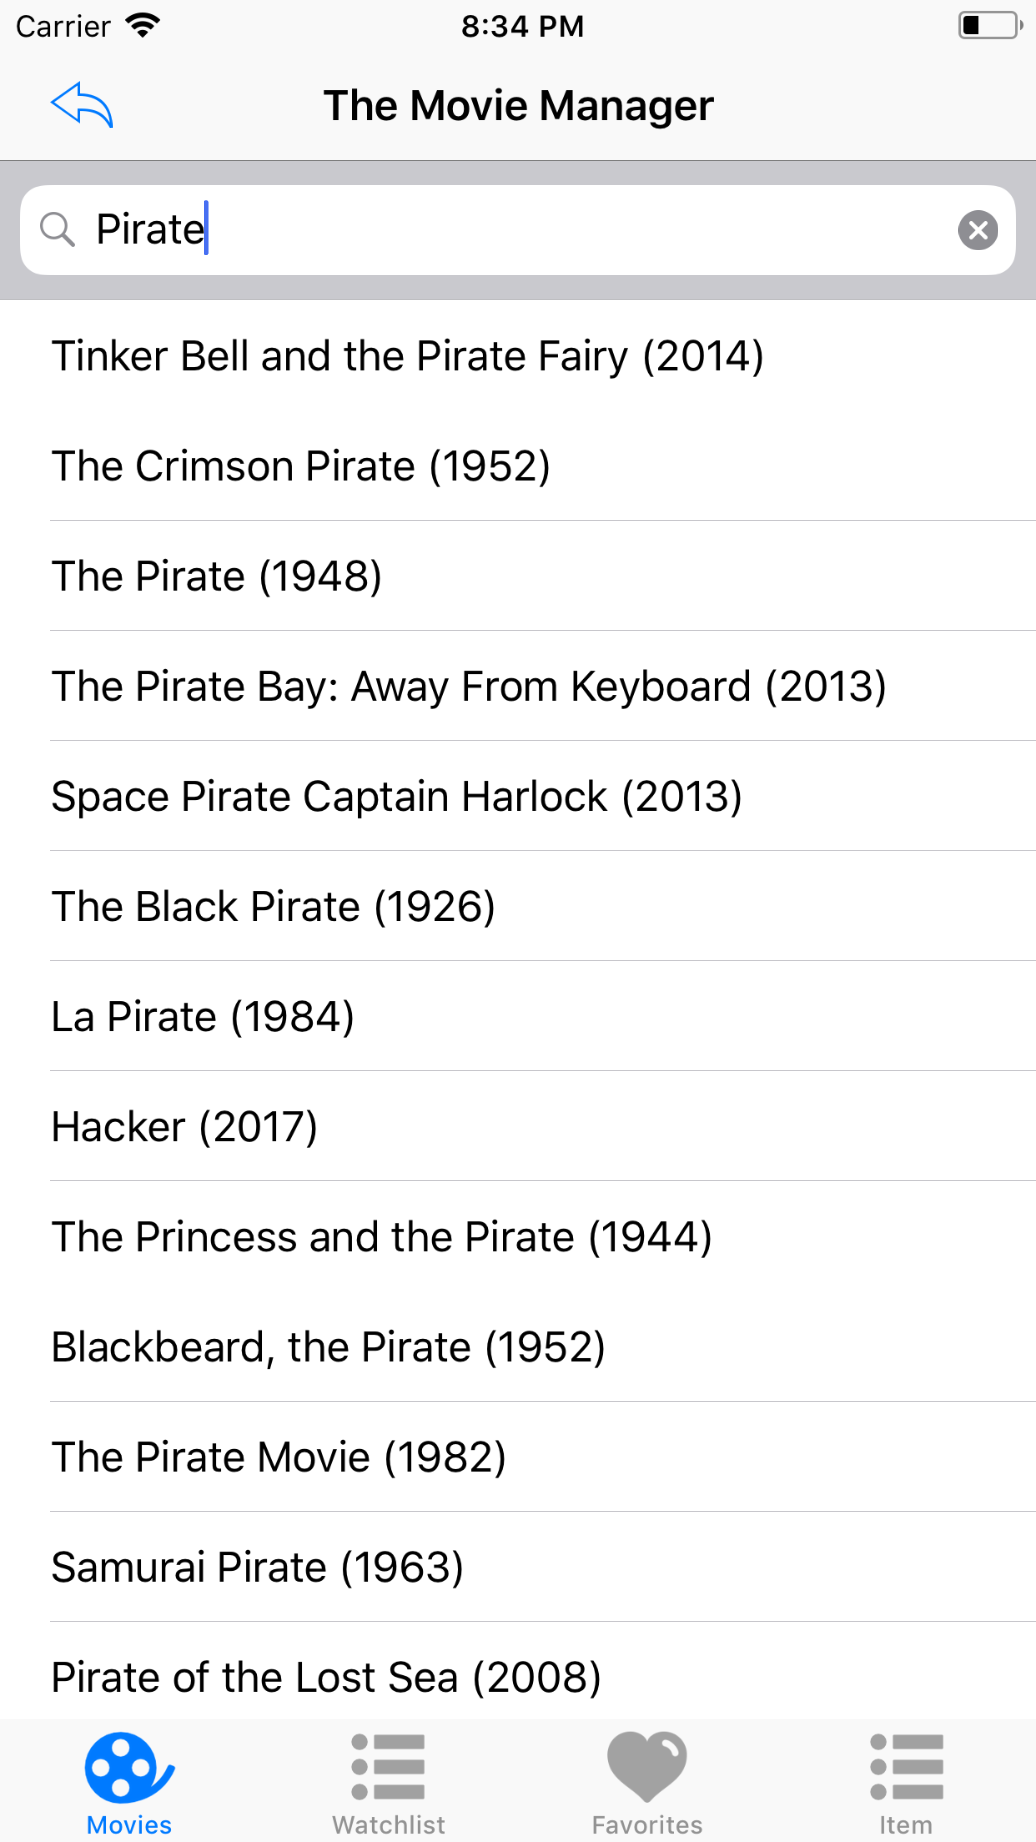 Carrier 8:34 PM
The Movie Manager
Pirate
Tinker Bell and the Pirate Fairy (2014)
The Crimson Pirate (1952)
The Pirate (1948)
The Pirate Bay: Away From Keyboard (2013)
Space Pirate Captain Harlock (2013)
The Black Pirate (1926)
La Pirate (1984)
Hacker (2017)
The Princess and the Pirate (1944)
Blackbeard, the Pirate (1952)
The Pirate Movie (1982)
Samurai Pirate (1963)
Pirate of the Lost Sea (2008)
Movies Watchlist Favorites Item